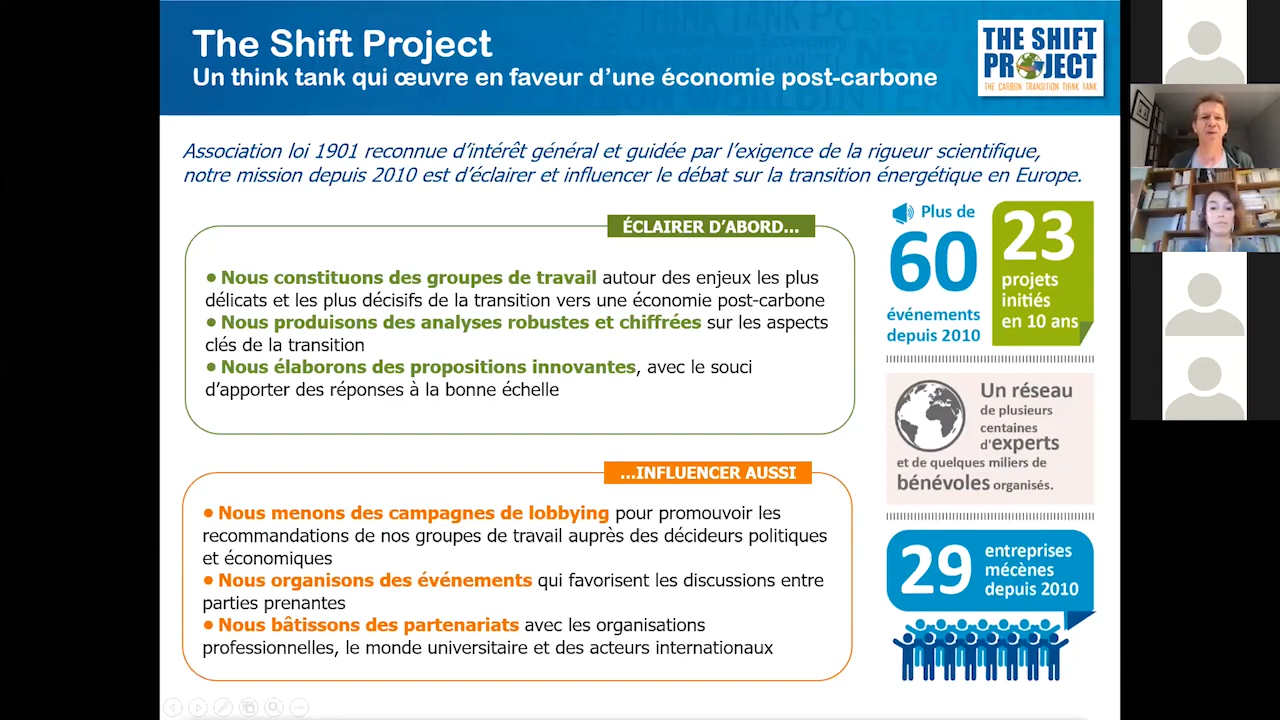 The Shift Project
Un think tank qui œuvre en faveur d'une économie post-carbone
THE SHIFT
PROJECT
THE CARBON TRANSITION THINK TANK
Association loi 1901 reconnue d'intérêt général et guidée par l'exigence de la rigueur scientifique,
notre mission depuis 2010 est d'éclairer et influencer le débat sur la transition énergétique en Europe.
ÉCLAIRER D'ABORD...
● Nous constituons des groupes de travail autour des enjeux les plus
délicats et les plus décisifs de la transition vers une économie post-carbone
● Nous produisons des analyses robustes et chiffrées sur les aspects
clés de la transition
● Nous élaborons des propositions innovantes, avec le souci
d'apporter des réponses à la bonne échelle
...INFLUENCER AUSSI
● Nous menons des campagnes de lobbying pour promouvoir les
recommandations de nos groupes de travail auprès des décideurs politiques
et économiques
● Nous organisons des événements qui favorisent les discussions entre
parties prenantes
● Nous bâtissons des partenariats avec les organisations
professionnelles, le monde universitaire et des acteurs internationaux
Plus de
60
événements
depuis 2010
23
projets
initiés
en 10 ans
Un réseau
de plusieurs
centaines
d'experts
et de quelques miliers de
bénévoles organisés.
29
entreprises
mécènes
depuis 2010